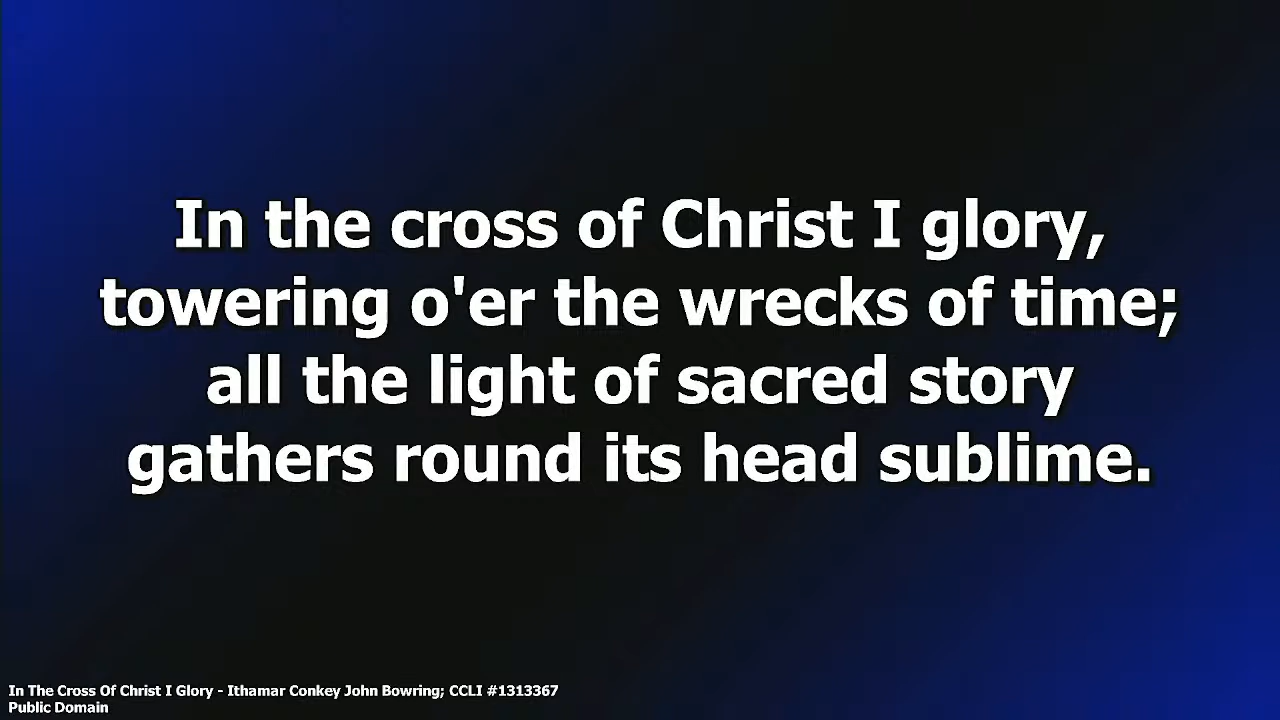 In the cross of Christ I glory,
towering o'er the wrecks of time;
all the light of sacred story
gathers round its head sublime.
In The Cross Of Christ I Glory - Ithamar Conkey John Bowring; CCLI #1313367
Public Domain